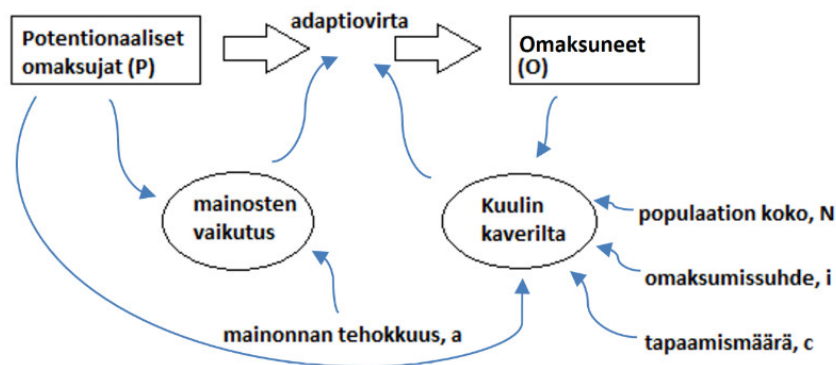 Potentionaaliset
omaksujat (P)
adaptiovirta
Omaksuneet
(O)
mainosten
vaikutus
Kuulin
kaverilta
populaation koko, N
omaksumissuhde, i
mainonnan tehokkuus, a
tapaamismäärä, c